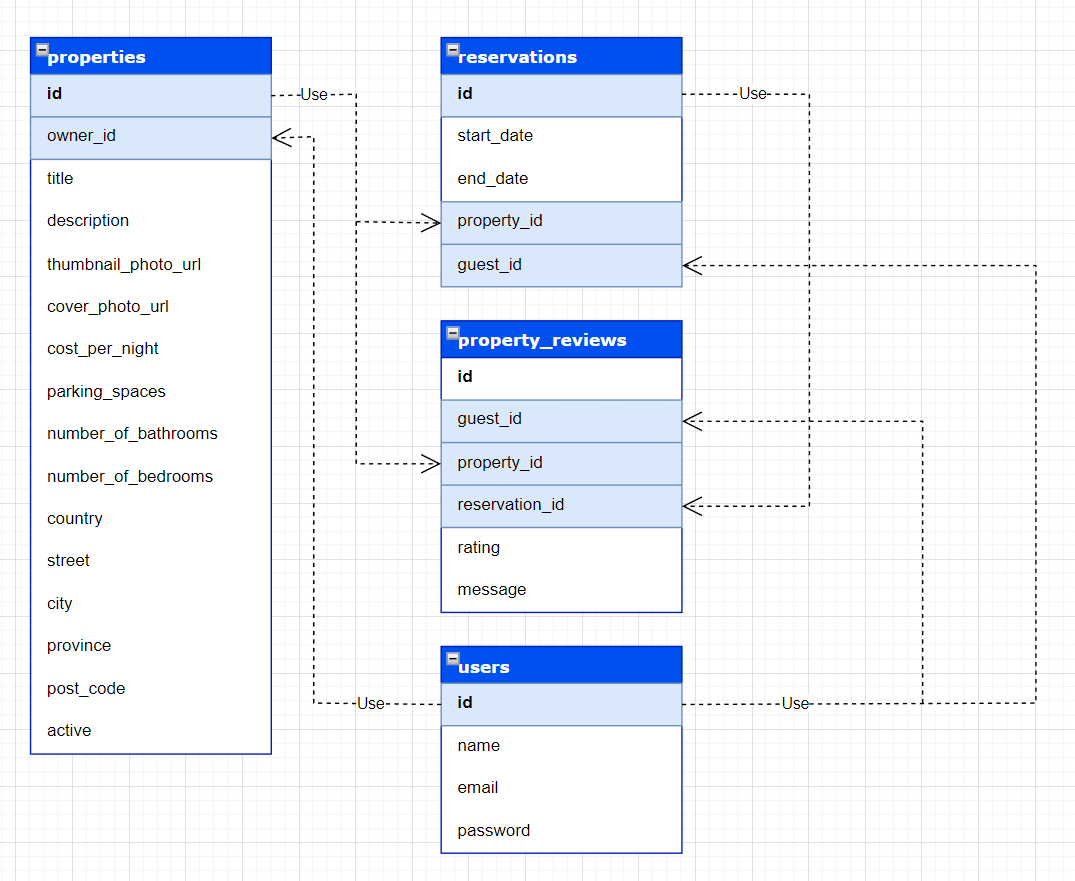 properties
id
owner_id
title
description
thumbnail_photo_url
cover_photo_url
cost_per_night
parking_spaces
number_of_bathrooms
number_of_bedrooms
country
street
city
province
post_code
active
Use
reservations
id
start_date
end_date
property_id
guest_id
Use
property_reviews
id
guest_id
property_id
reservation_id
rating
message
Use
users
id
name
email
password
Use